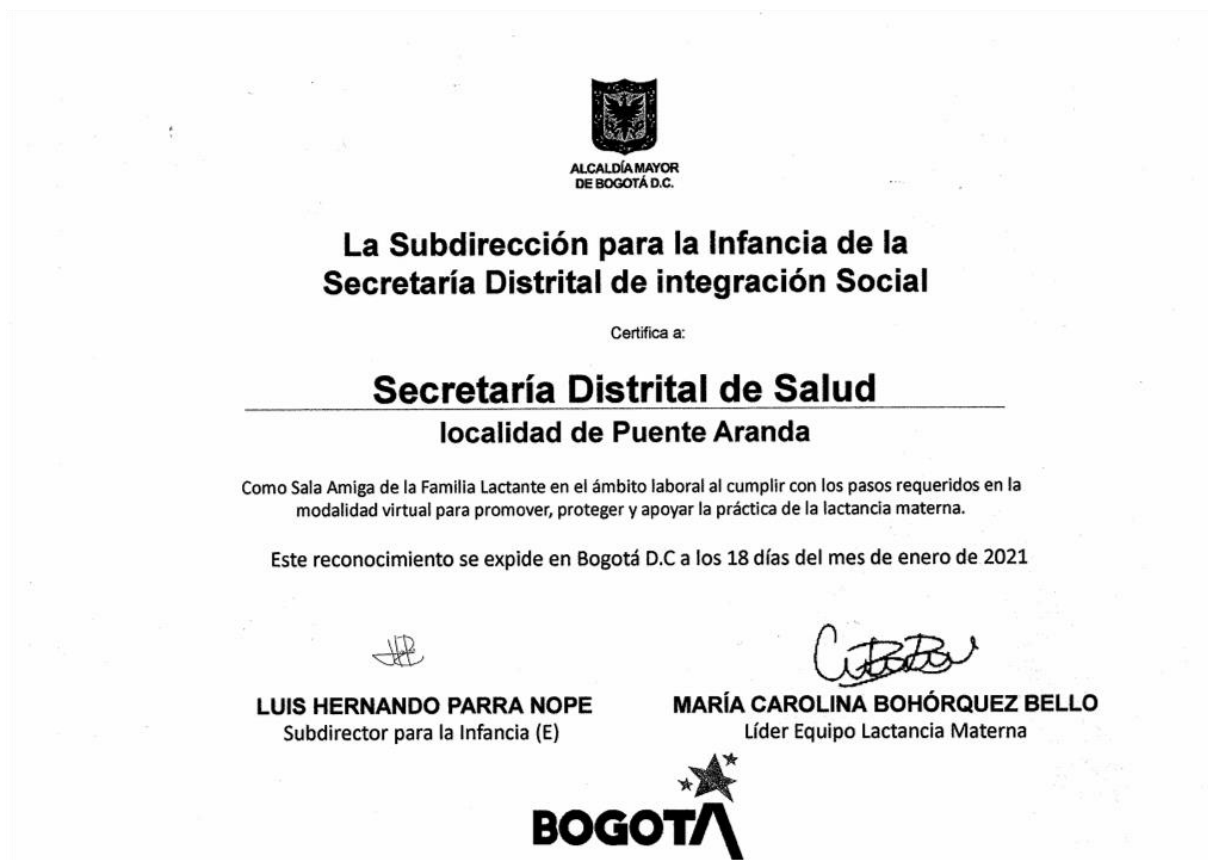 ALCALDÍA MAYOR
DE BOGOTÁ D.C.
La Subdirección para la Infancia de la
Secretaría Distrital de integración Social
Certifica a:
Secretaría Distrital de Salud
localidad de Puente Aranda
Como Sala Amiga de la Familia Lactante en el ámbito laboral al cumplir con los pasos requeridos en la
modalidad virtual para promover, proteger y apoyar la práctica de la lactancia materna.
Este reconocimiento se expide en Bogotá D.C a los 18 días del mes de enero de 2021
LUIS HERNANDO PARRA NOPE
Subdirector para la Infancia (E)
MARÍA CAROLINA BOHÓRQUEZ BELLO
Líder Equipo Lactancia Materna
BOGOTA